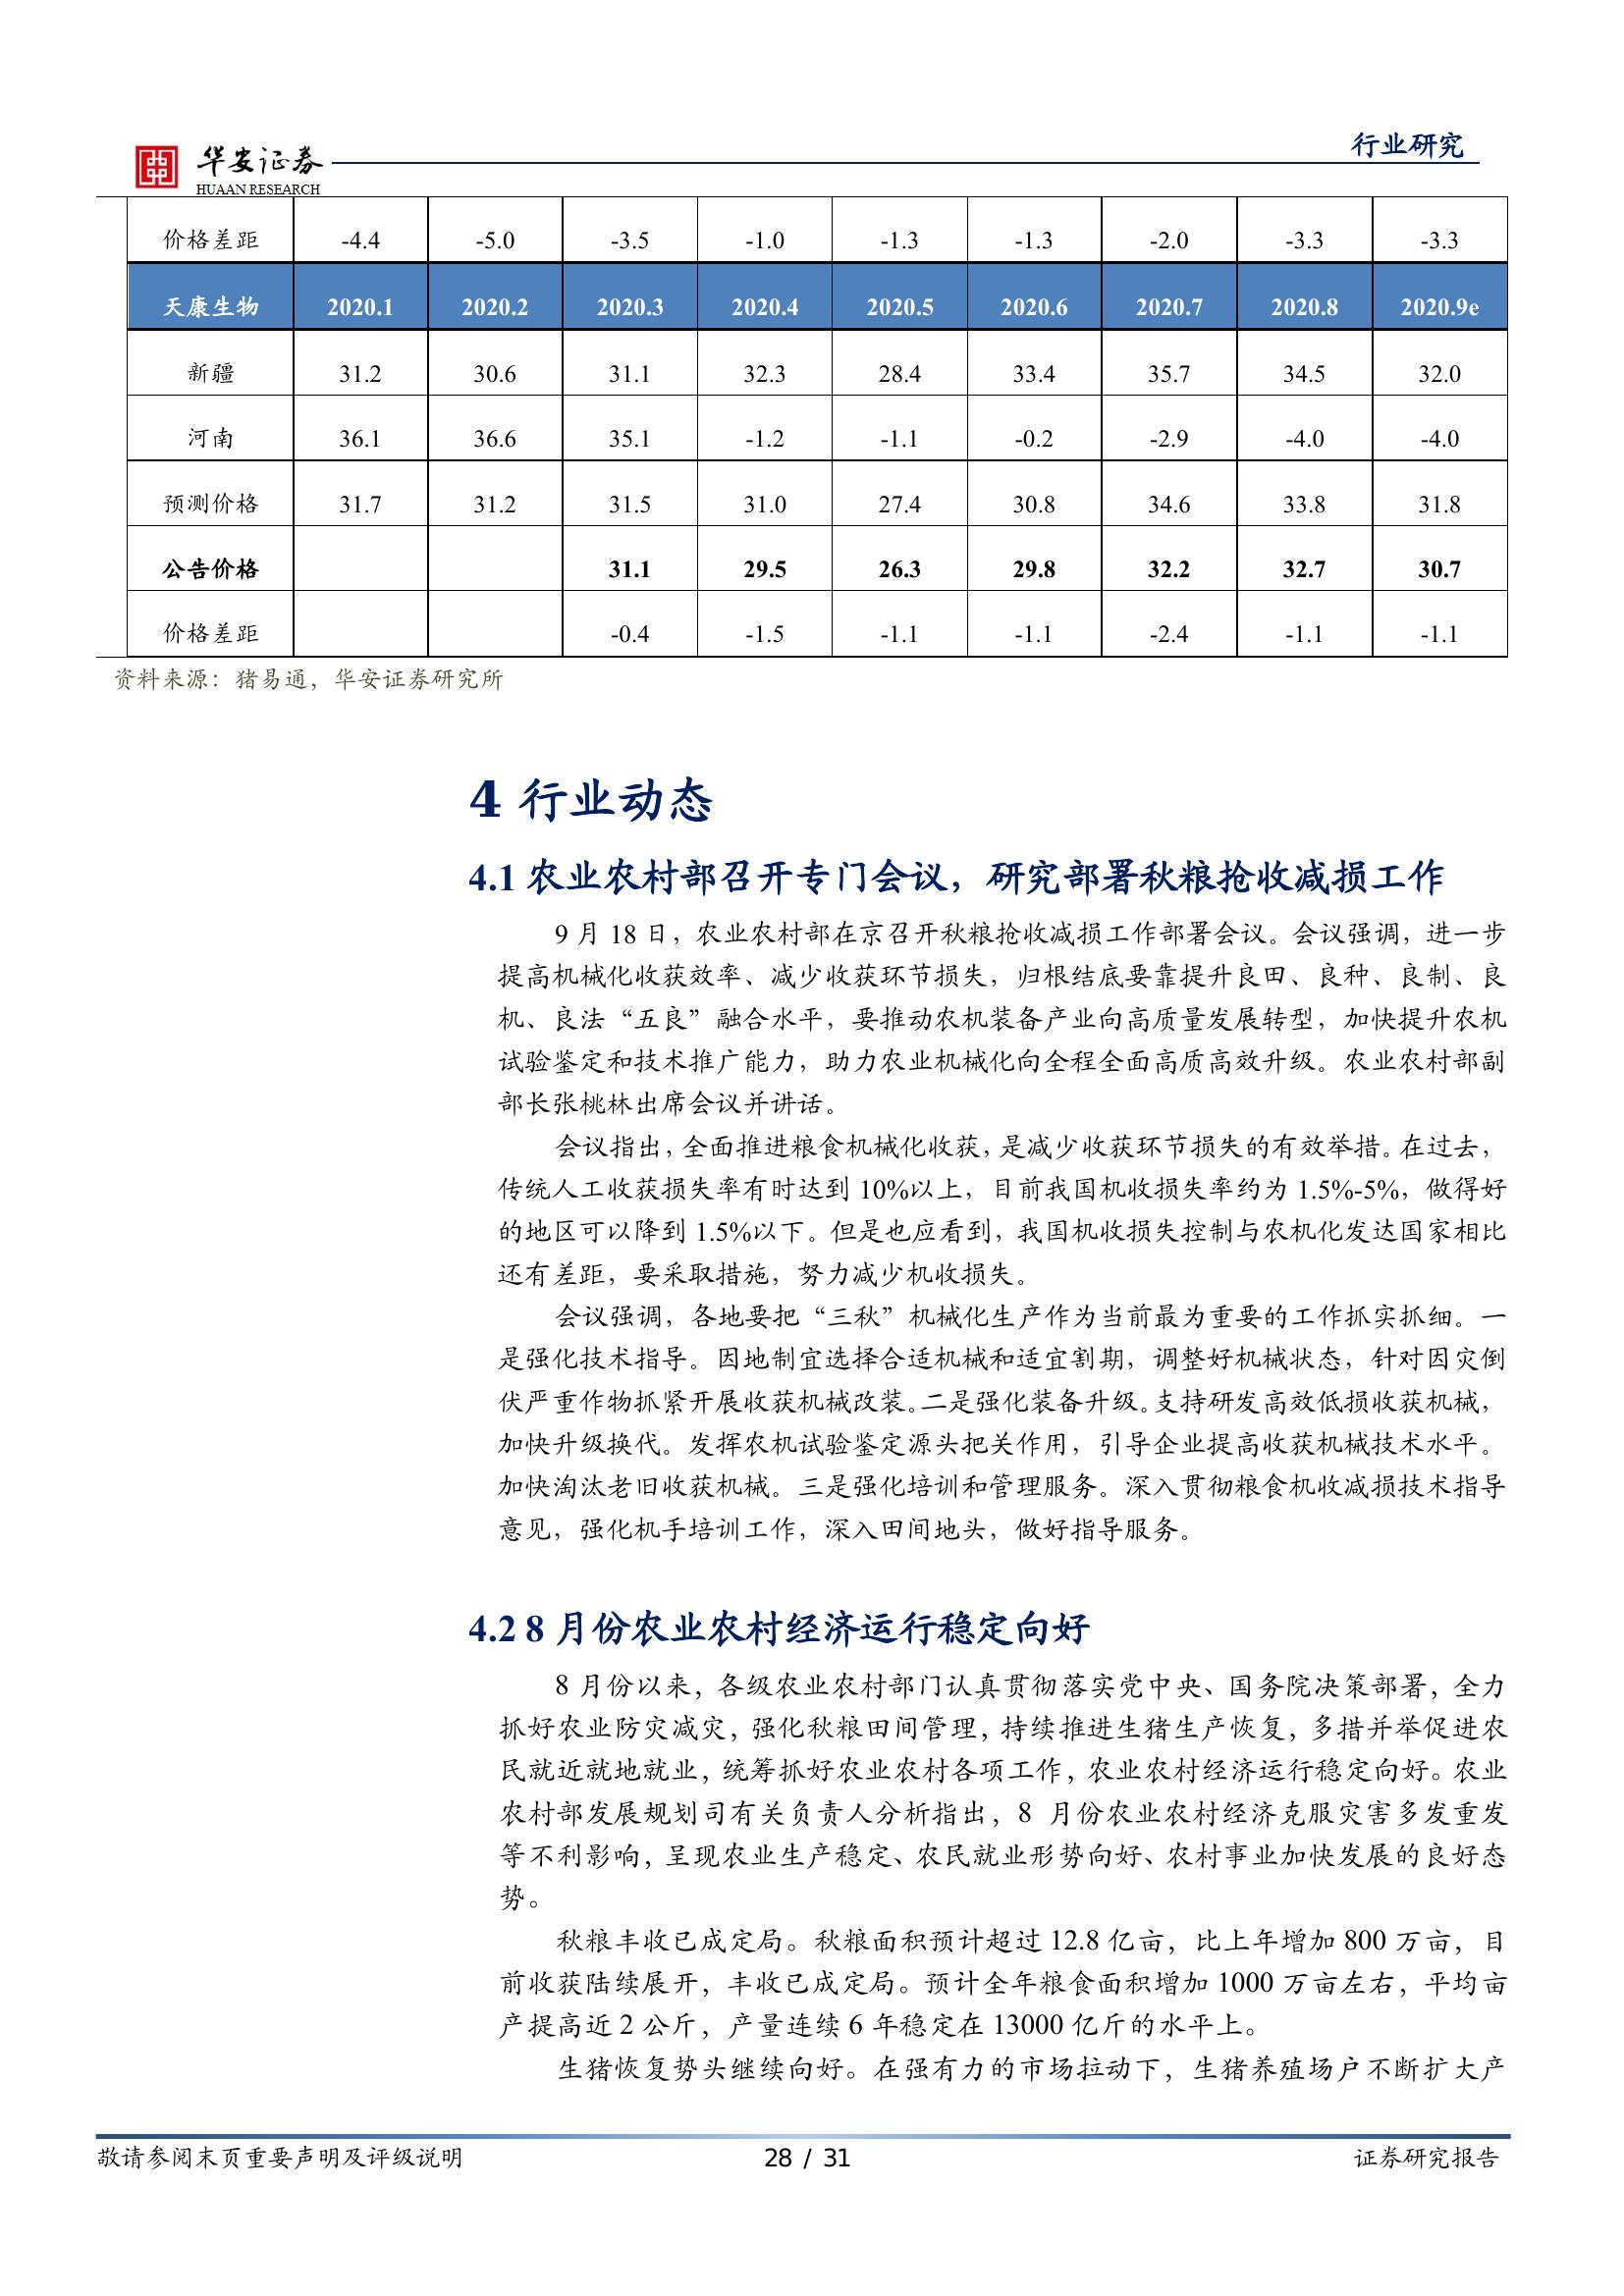 华安证券
HUAAN RESEARCH
行业研究
价格差距 -4.4 -5.0 -3.5 -1.0 -1.3 -1.3 -2.0 -3.3 -3.3
天康生物 2020.1 2020.2 2020.3 2020.4 2020.5 2020.6 2020.7 2020.8 2020.9e
新疆 31.2 30.6 31.1 32.3 28.4 33.4 35.7 34.5 32.0
河南 36.1 36.6 35.1 -1.2 -1.1 -0.2 -2.9 -4.0 -4.0
预测价格 31.7 31.2 31.5 31.0 27.4 30.8 34.6 33.8 31.8
公告价格 31.1 29.5 26.3 29.8 32.2 32.7 30.7
价格差距 -0.4 -1.5 -1.1 -1.1 -2.4 -1.1 -1.1
资料来源：猪易通，华安证券研究所
4 行业动态
4.1 农业农村部召开专门会议，研究部署秋粮抢收减损工作
9 月 18 日，农业农村部在京召开秋粮抢收减损工作部署会议。会议强调，进一步
提高机械化收获效率、减少收获环节损失，归根结底要靠提升良田、良种、良制、良
机、良法“五良”融合水平，要推动农机装备产业向高质量发展转型，加快提升农机
试验鉴定和技术推广能力，助力农业机械化向全程全面高质高效升级。农业农村部副
部长张桃林出席会议并讲话。
会议指出，全面推进粮食机械化收获，是减少收获环节损失的有效举措。在过去，
传统人工收获损失率有时达到 10%以上，目前我国机收损失率约为 1.5%-5%，做得好
的地区可以降到 1.5%以下。但是也应看到，我国机收损失控制与农机化发达国家相比
还有差距，要采取措施，努力减少机收损失。
会议强调，各地要把“三秋”机械化生产作为当前最为重要的工作抓实抓细。一
是强化技术指导。因地制宜选择合适机械和适宜割期，调整好机械状态，针对因灾倒
伏严重作物抓紧开展收获机械改装。二是强化装备升级。支持研发高效低损收获机械，
加快升级换代。发挥农机试验鉴定源头把关作用，引导企业提高收获机械技术水平。
加快淘汰老旧收获机械。三是强化培训和管理服务。深入贯彻粮食机收减损技术指导
意见，强化机手培训工作，深入田间地头，做好指导服务。
4.2 8 月份农业农村经济运行稳定向好
8 月份以来，各级农业农村部门认真贯彻落实党中央、国务院决策部署，全力
抓好农业防灾减灾，强化秋粮田间管理，持续推进生猪生产恢复，多措并举促进农
民就近就地就业，统筹抓好农业农村各项工作，农业农村经济运行稳定向好。农业
农村部发展规划司有关负责人分析指出，8 月份农业农村经济克服灾害多发重发
等不利影响，呈现农业生产稳定、农民就业形势向好、农村事业加快发展的良好态
势。
秋粮丰收已成定局。秋粮面积预计超过 12.8 亿亩，比上年增加 800 万亩，目
前收获陆续展开，丰收已成定局。预计全年粮食面积增加 1000 万亩左右，平均亩
产提高近 2 公斤，产量连续 6 年稳定在 13000 亿斤的水平上。
生猪恢复势头继续向好。在强有力的市场拉动下，生猪养殖场户不断扩大产
敬请参阅末页重要声明及评级说明
28 / 31
证券研究报告